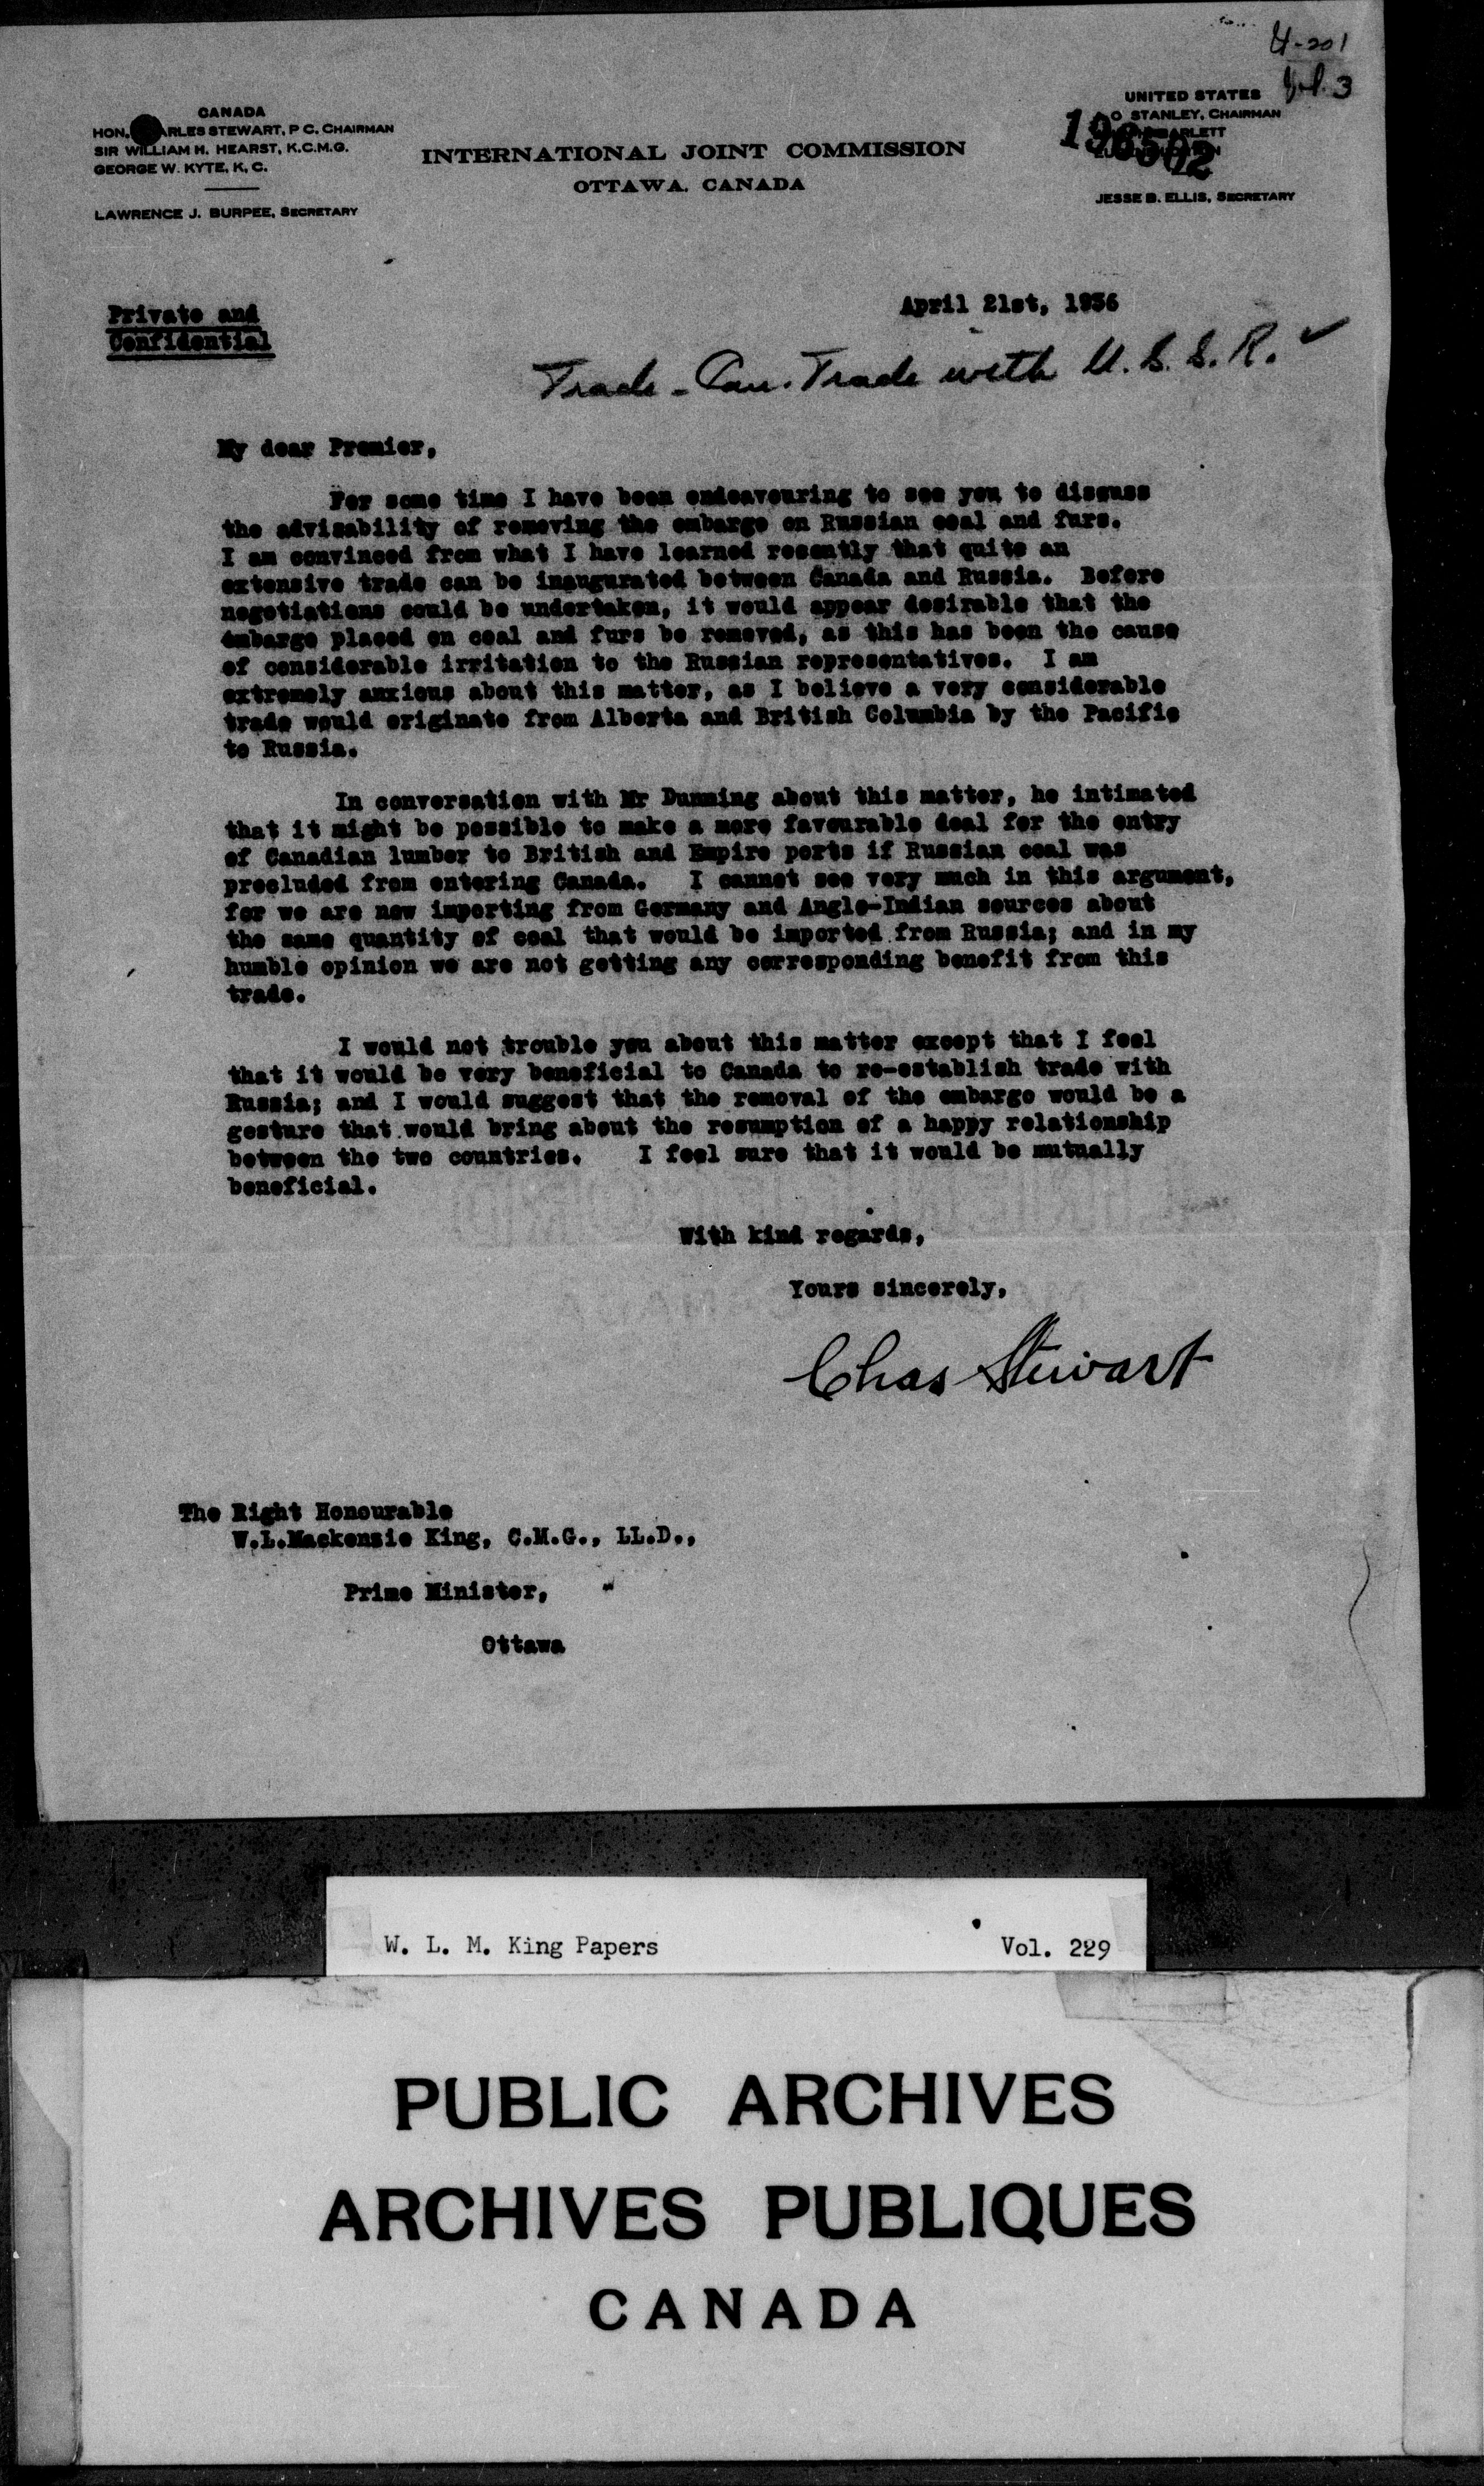 H-201
Vol. 3
CANADA
HON. ARLES STEWART, P C. CHAIRMAN
SIR WILLIAM H. HEARST, K.C.M.G.
GEORGE W. KYTE, K. C.
LAWRENCE J. BURPEE, SECRETARY
INTERNATIONAL JOINT COMMISSION
OTTAWA, CANADA
UNITED STATES
O STANLEY, CHAIRMAN
JESSE B. ELLIS, SECRETARY
Private and
Confidential
April 21st, 1936
Trade - Can. Trade with U.S.S.R. ✓
My dear Premier,
For some time I have been endeavouring to see you to discuss
the advisability of removing the embargo on Russian coal and furs.
I am convinced from what I have learned recently that quite an
extensive trade can be inaugurated between Canada and Russia. Before
negotiations could be undertaken, it would appear desirable that the
embargo placed on coal and furs be removed, as this has been the cause
of considerable irritation to the Russian representatives. I am
extremely anxious about this matter, as I believe a very considerable
trade would originate from Alberta and British Columbia by the Pacific
to Russia.
In conversation with Mr Dunning about this matter, he intimated
that it might be possible to make a more favourable deal for the entry
of Canadian lumber to British and Empire ports if Russian coal was
precluded from entering Canada. I cannot see very much in this argument,
for we are now importing from Germany and Anglo-Indian sources about
the same quantity of coal that would be imported from Russia; and in my
humble opinion we are not getting any corresponding benefit from this
trade.
I would not trouble you about this matter except that I feel
that it would be very beneficial to Canada to re-establish trade with
Russia; and I would suggest that the removal of the embargo would be a
gesture that would bring about the resumption of a happy relationship
between the two countries. I feel sure that it would be mutually
beneficial.
With kind regards,
Yours sincerely,
Chas Stewart
The Right Honourable
W.L.Mackenzie King, C.M.G., LL.D.,
Prime Minister,
Ottawa
W. L. M. King Papers Vol. 229
PUBLIC ARCHIVES
ARCHIVES PUBLIQUES
CANADA